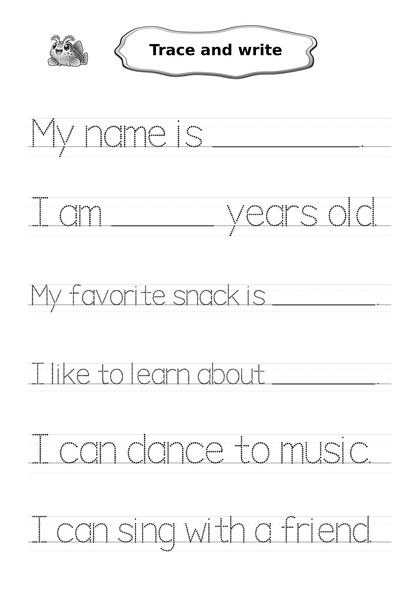 Trace and write
My name is ____________.
I am ________ years old.
My favorite snack is ________.
I like to learn about ________.
I can dance to music.
I can sing with a friend.